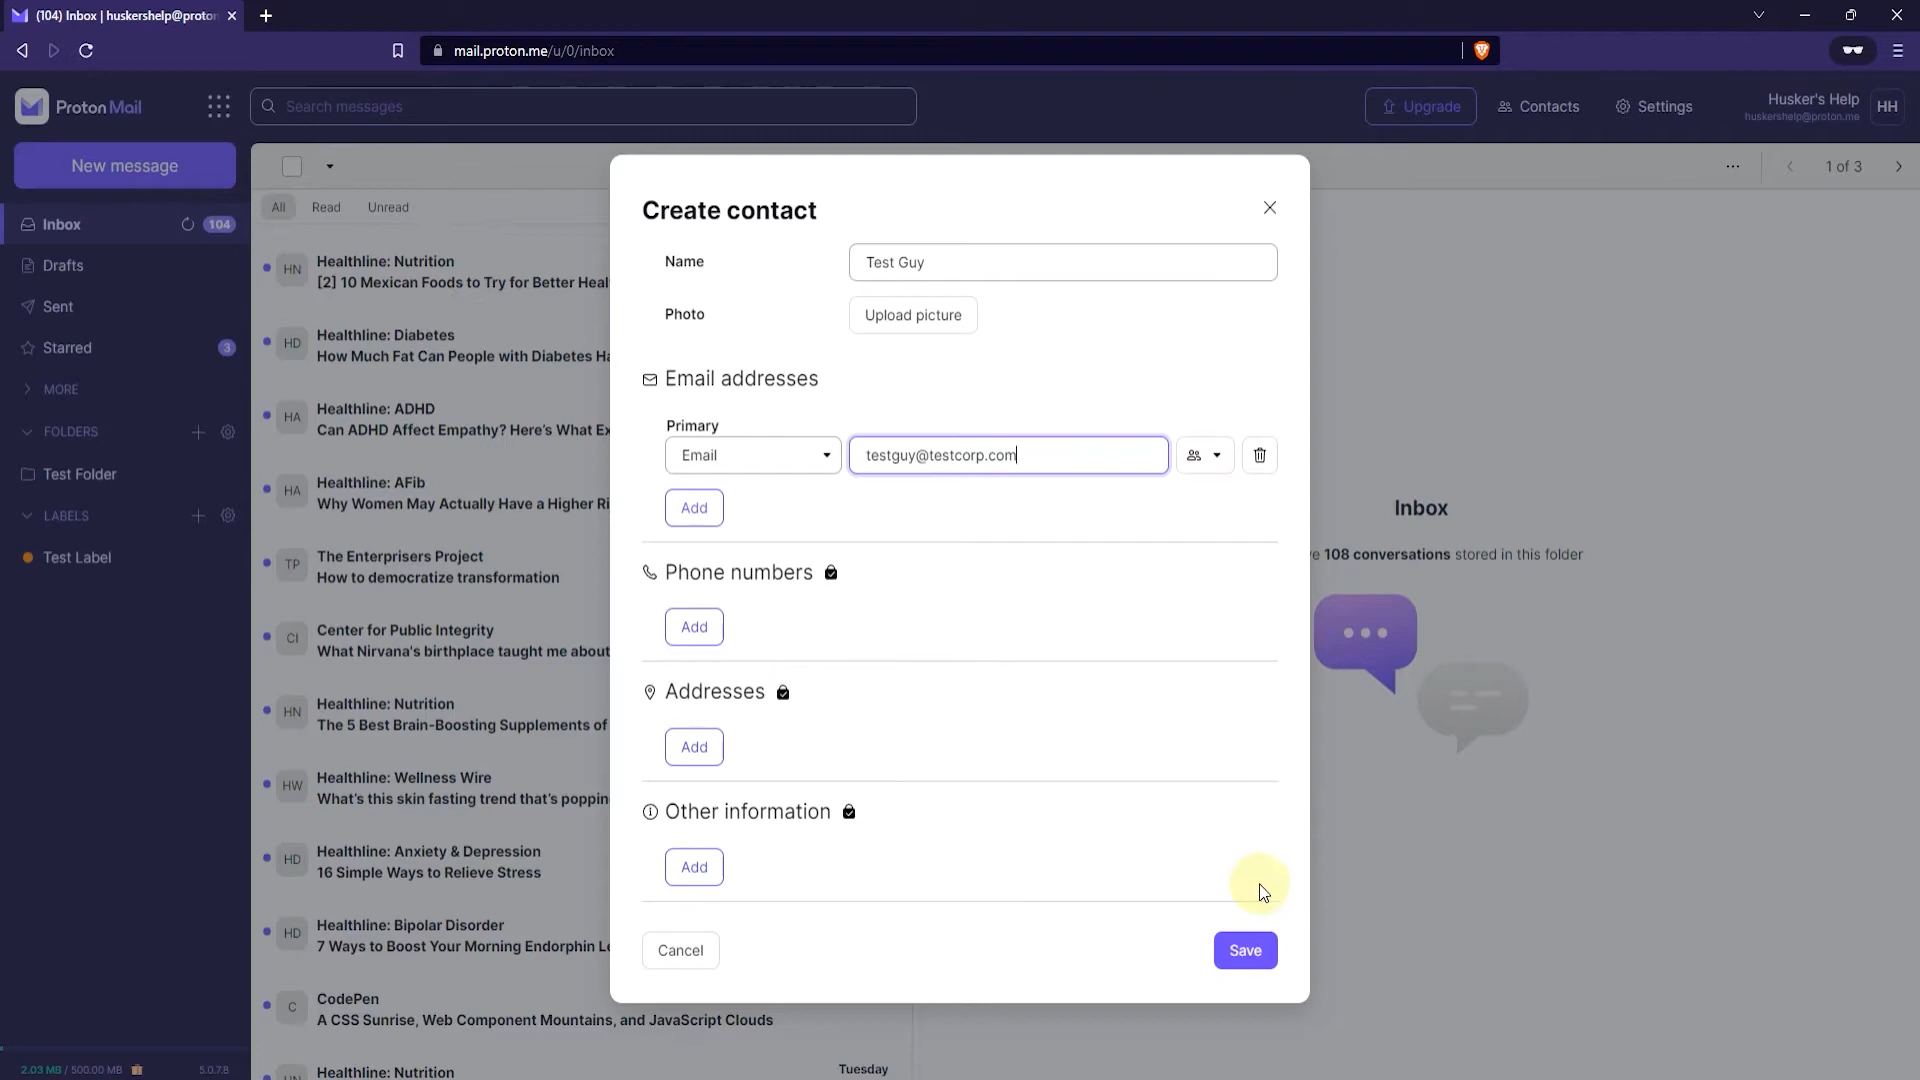 (104) Inbox | huskershelp@proton
mail.proton.me/u/0/inbox
Proton Mail
Search messages
Upgrade
Contacts
Settings
Husker's Help
huskershelp@proton.me
HH
New message
1 of 3
Inbox
104
Drafts
Sent
Starred
3
MORE
FOLDERS
Test Folder
LABELS
Test Label
2.03 MB / 500.00 MB
5.0.7.8
All
Read
Unread
HN
Healthline: Nutrition
[2] 10 Mexican Foods to Try for Better Heal
HD
Healthline: Diabetes
How Much Fat Can People with Diabetes Ha
HA
Healthline: ADHD
Can ADHD Affect Empathy? Here's What Ex
HA
Healthline: AFib
Why Women May Actually Have a Higher Ri
TP
The Enterprisers Project
How to democratize transformation
CI
Center for Public Integrity
What Nirvana's birthplace taught me about
HN
Healthline: Nutrition
The 5 Best Brain-Boosting Supplements of
HW
Healthline: Wellness Wire
What's this skin fasting trend that's poppin
HD
Healthline: Anxiety & Depression
16 Simple Ways to Relieve Stress
HD
Healthline: Bipolar Disorder
7 Ways to Boost Your Morning Endorphin Le
C
CodePen
A CSS Sunrise, Web Component Mountains, and JavaScript Clouds
HN
Healthline: Nutrition
Tuesday
Create contact
Name
Test Guy
Photo
Upload picture
Email addresses
Primary
Email
testguy@testcorp.com
Add
Phone numbers
Add
Addresses
Add
Other information
Add
Cancel
Save
Inbox
e 108 conversations stored in this folder